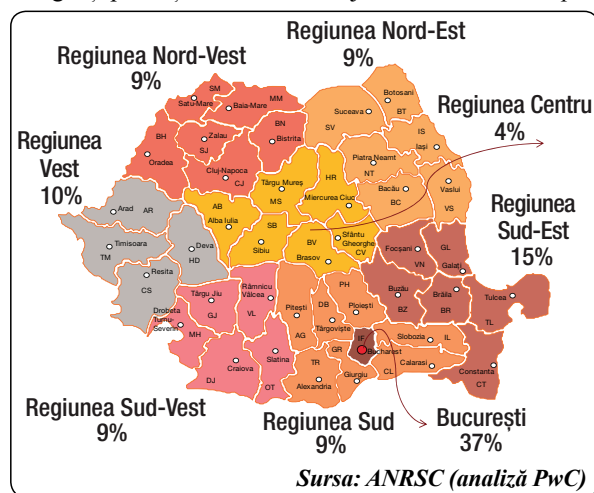 Regiunea Nord-Est
9%
Regiunea Nord-Vest
9%
Regiunea Centru
4%
Regiunea
Vest
10%
Regiunea
Sud-Est
15%
SM
Satu-Mare
MM
Baia-Mare
BN
Bistrita
Zalau
SJ
BH
Oradea
Cluj-Napoca
CJ
Botosani
BT
Suceava
SV
IS
Iași
Piatra Neamt
NT
Bacău
BC
Vaslui
VS
Târgu Mureș
MS
HR
Miercurea Ciuc
AB
Alba Iulia
SB
Sibiu
BV
Brasov
Sfântu
Gheorghe
CV
Arad
AR
Timisoara
TM
Deva
HD
Resita
CS
Focșani
VN
GL
Galați
Buzău
BZ
Brăila
BR
Tulcea
TL
Constanta
CT
Târgu Jiu
GJ
Râmnicu
Vâlcea
VL
Drobeta
Turnu-
Severin
MH
Craiova
DJ
Slatina
OT
Pitești
AG
DB
Târgoviște
PH
Ploiești
IF
Bucharest
Slobozia
IL
Calarasi
CL
GR
Giurgiu
TR
Alexandria
Regiunea Sud-Vest
9%
Regiunea Sud
9%
București
37%
Sursa: ANRSC (analiză PwC)